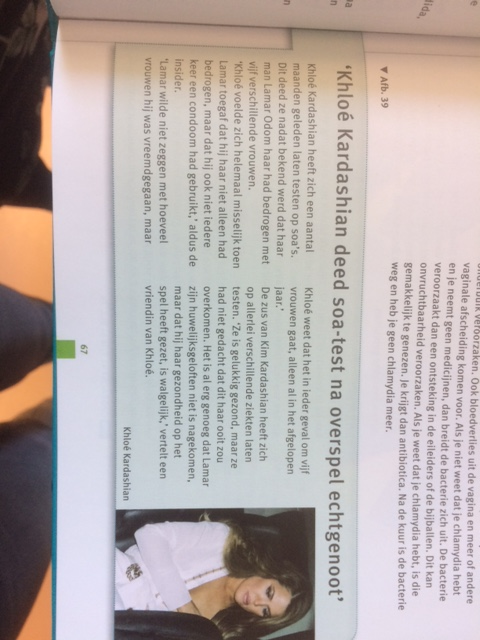 onderbuik veroorzaken. Ook bloedverlies uit de vagina en meer of andere
vaginale afscheiding komen voor. Als je niet weet dat je chlamydia hebt
en je neemt geen medicijnen, dan breidt de bacterie zich uit. De bacterie
veroorzaakt dan een ontsteking in de eileiders of de bijballen. Dit kan
onvruchtbaarheid veroorzaken. Als je weet dat je chlamydia hebt, is die
gemakkelijk te genezen. Je krijgt dan antibiotica. Na de kuur is de bacterie
weg en heb je geen chlamydia meer.
▼ Afb. 39
‘Khloé Kardashian deed soa-test na overspel echtgenoot’
Khloé Kardashian heeft zich een aantal
maanden geleden laten testen op soa's.
Dit deed ze nadat bekend werd dat haar
man Lamar Odom haar had bedrogen met
vijf verschillende vrouwen.
‘Khloé voelde zich helemaal misselijk toen
Lamar toegaf dat hij haar niet alleen had
bedrogen, maar dat hij ook niet iedere
keer een condoom had gebruikt,’ aldus de
insider.
‘Lamar wilde niet zeggen met hoeveel
vrouwen hij was vreemdgegaan, maar
Khloé weet dat het in ieder geval om vijf
vrouwen gaat, alleen al in het afgelopen
jaar.’
De zus van Kim Kardashian heeft zich
op allerlei verschillende ziekten laten
testen. ‘Ze is gelukkig gezond, maar ze
had niet gedacht dat dit haar ooit zou
overkomen. Het is al erg genoeg dat Lamar
zijn huwelijksgeloften niet is nagekomen,
maar dat hij haar gezondheid op het
spel heeft gezet, is walgelijk,’ vertelt een
vriendin van Khloé.
Khloé Kardashian
67